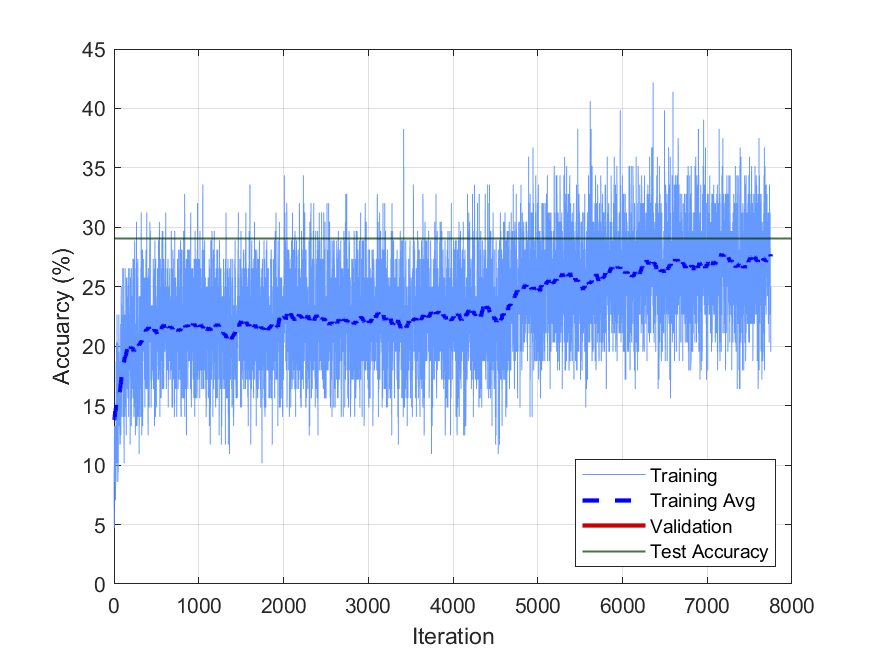 45
40
35
30
25
20
15
10
5
0
Accuarcy (%)
0 1000 2000 3000 4000 5000 6000 7000 8000
Iteration
Training
Training Avg
Validation
Test Accuracy